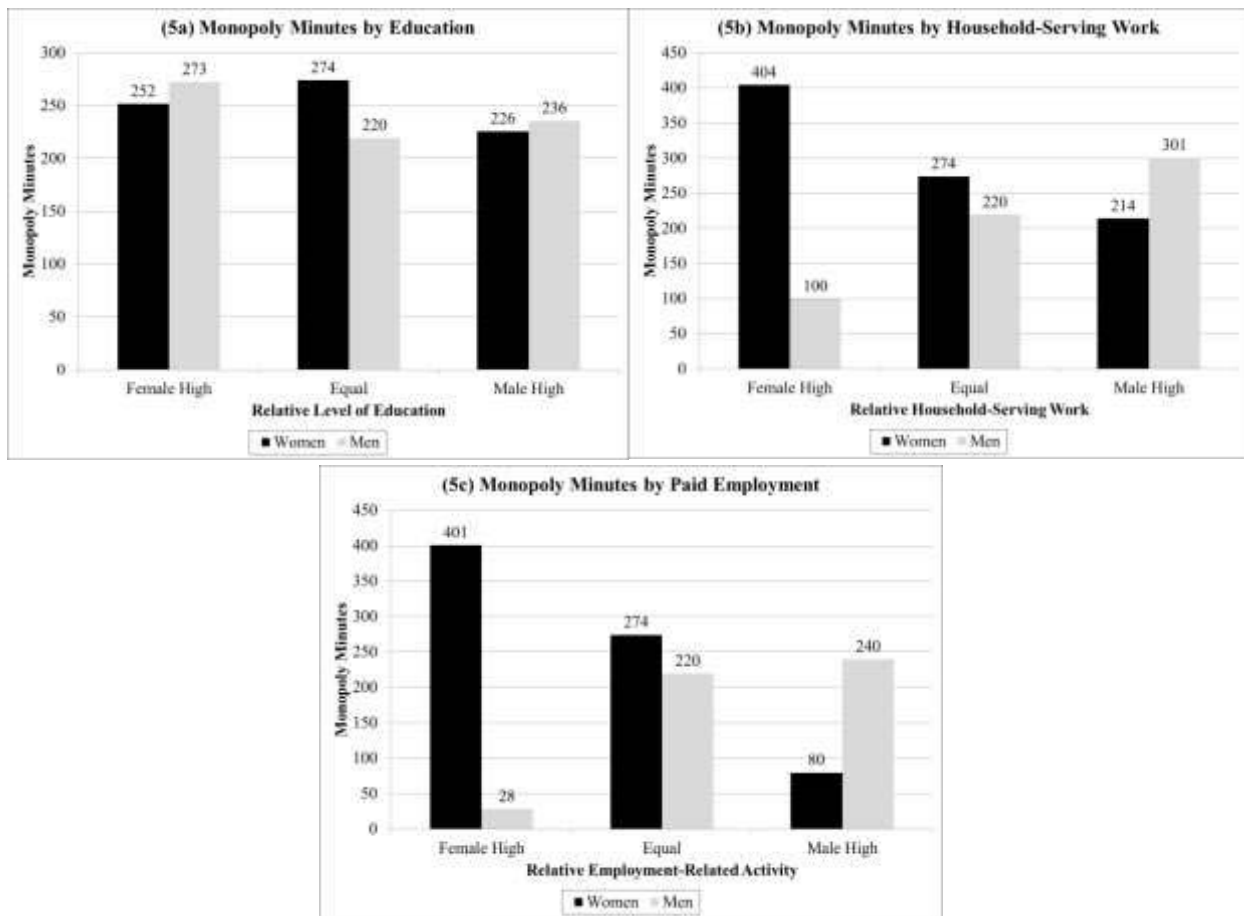 (5a) Monopoly Minutes by Education
300
250
200
150
100
50
0
Monopoly Minutes
252
273
274
220
226
236
Female High
Equal
Male High
Relative Level of Education
Women Men
(5b) Monopoly Minutes by Household-Serving Work
450
400
350
300
250
200
150
100
50
0
Monopoly Minutes
404
100
274
220
214
301
Female High
Equal
Male High
Relative Household-Serving Work
Women Men
(5c) Monopoly Minutes by Paid Employment
450
400
350
300
250
200
150
100
50
0
Monopoly Minutes
401
28
274
220
80
240
Female High
Equal
Male High
Relative Employment-Related Activity
Women Men